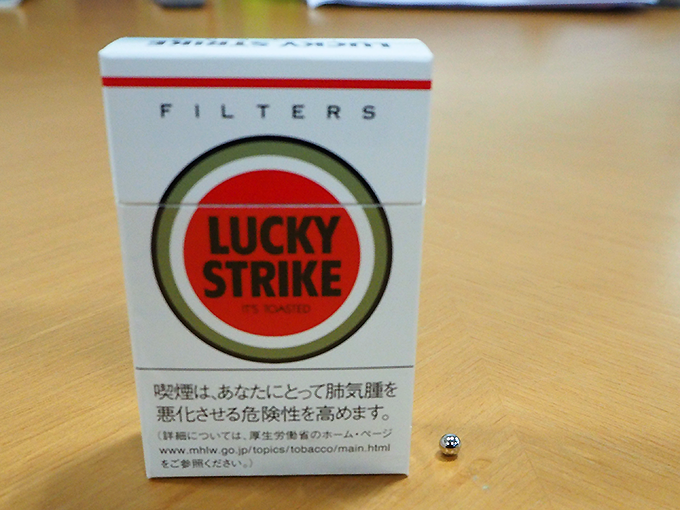 LUCKY STRIKE
FILTERS
LUCKY
STRIKE
IT'S TOASTED
喫煙は、あなたにとって肺気腫を
悪化させる危険性を高めます。
(詳細については、厚生労働省のホーム・ページ
www.mhlw.go.jp/topics/tobacco/main.html
をご参照ください。)